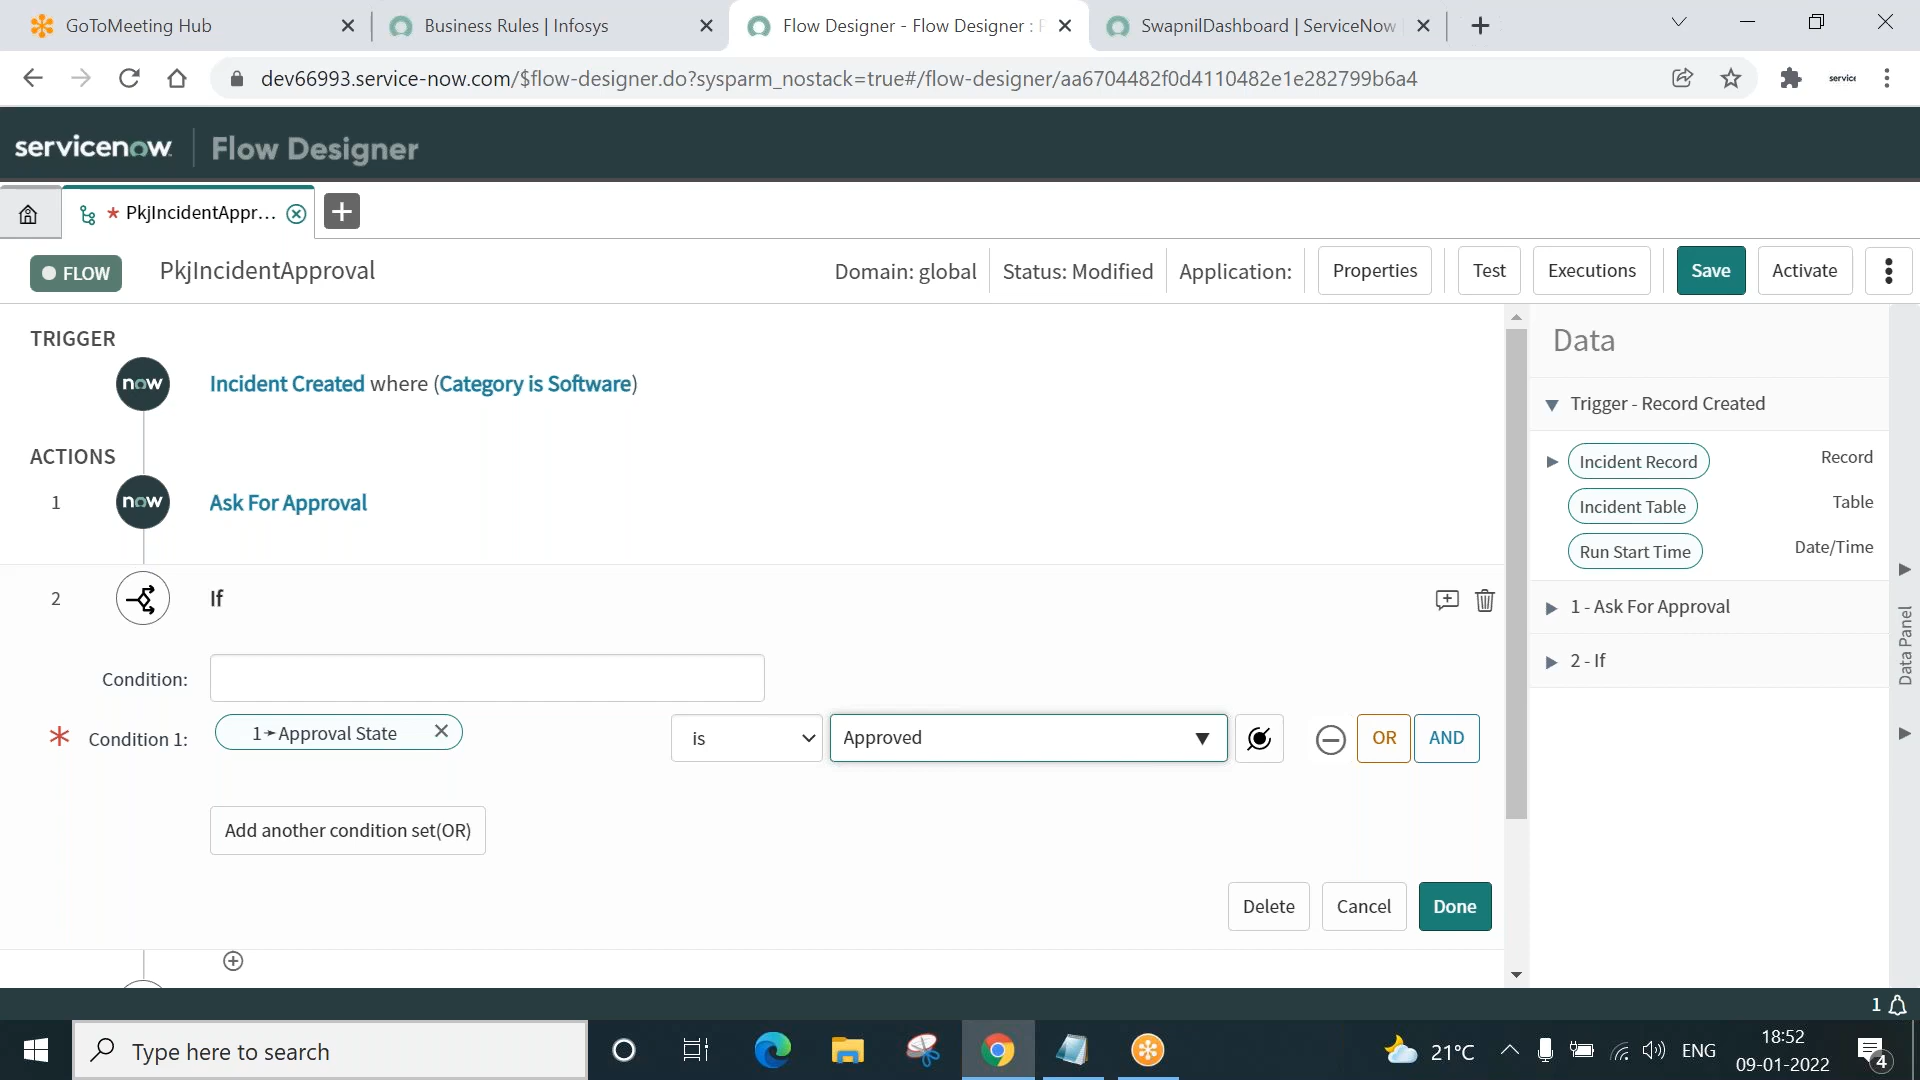 GoToMeeting Hub
Business Rules | Infosys
Flow Designer - Flow Designer :
SwapnilDashboard | ServiceNow
dev66993.service-now.com/$flow-designer.do?sysparm_nostack=true#/flow-designer/aa6704482f0d4110482e1e282799b6a4
servicenow
Flow Designer
* PkjIncidentAppr...
FLOW
PkjIncidentApproval
Domain: global
Status: Modified
Application:
Properties
Test
Executions
Save
Activate
TRIGGER
now
Incident Created where (Category is Software)
ACTIONS
1
now
Ask For Approval
2
If
Condition:
* Condition 1:
1➛Approval State
is
Approved
OR
AND
Add another condition set(OR)
Delete
Cancel
Done
Data
Trigger - Record Created
Incident Record
Record
Incident Table
Table
Run Start Time
Date/Time
1 - Ask For Approval
2 - If
Data Panel
1
Type here to search
21°C
ENG
18:52
09-01-2022
4